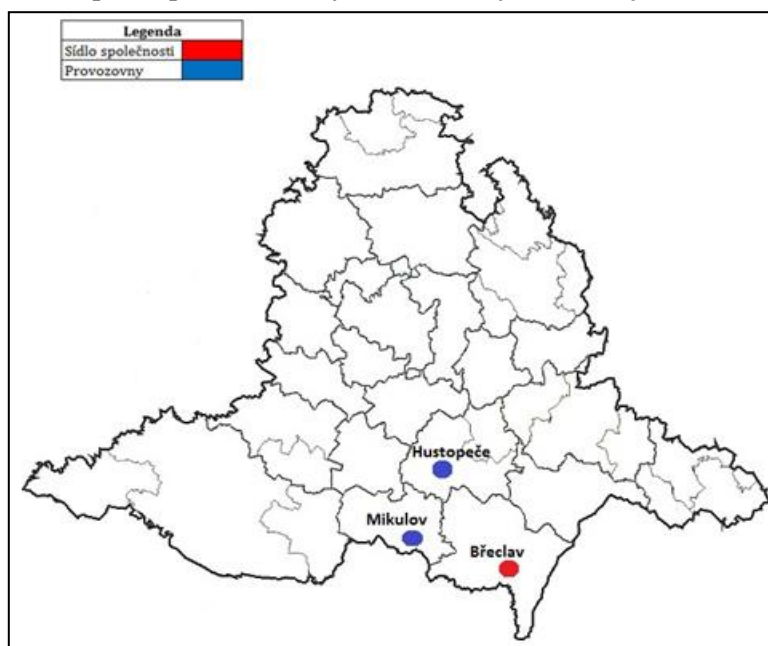 Legenda
Sídlo společnosti
Provozovny
Hustopeče
Mikulov
Břeclav